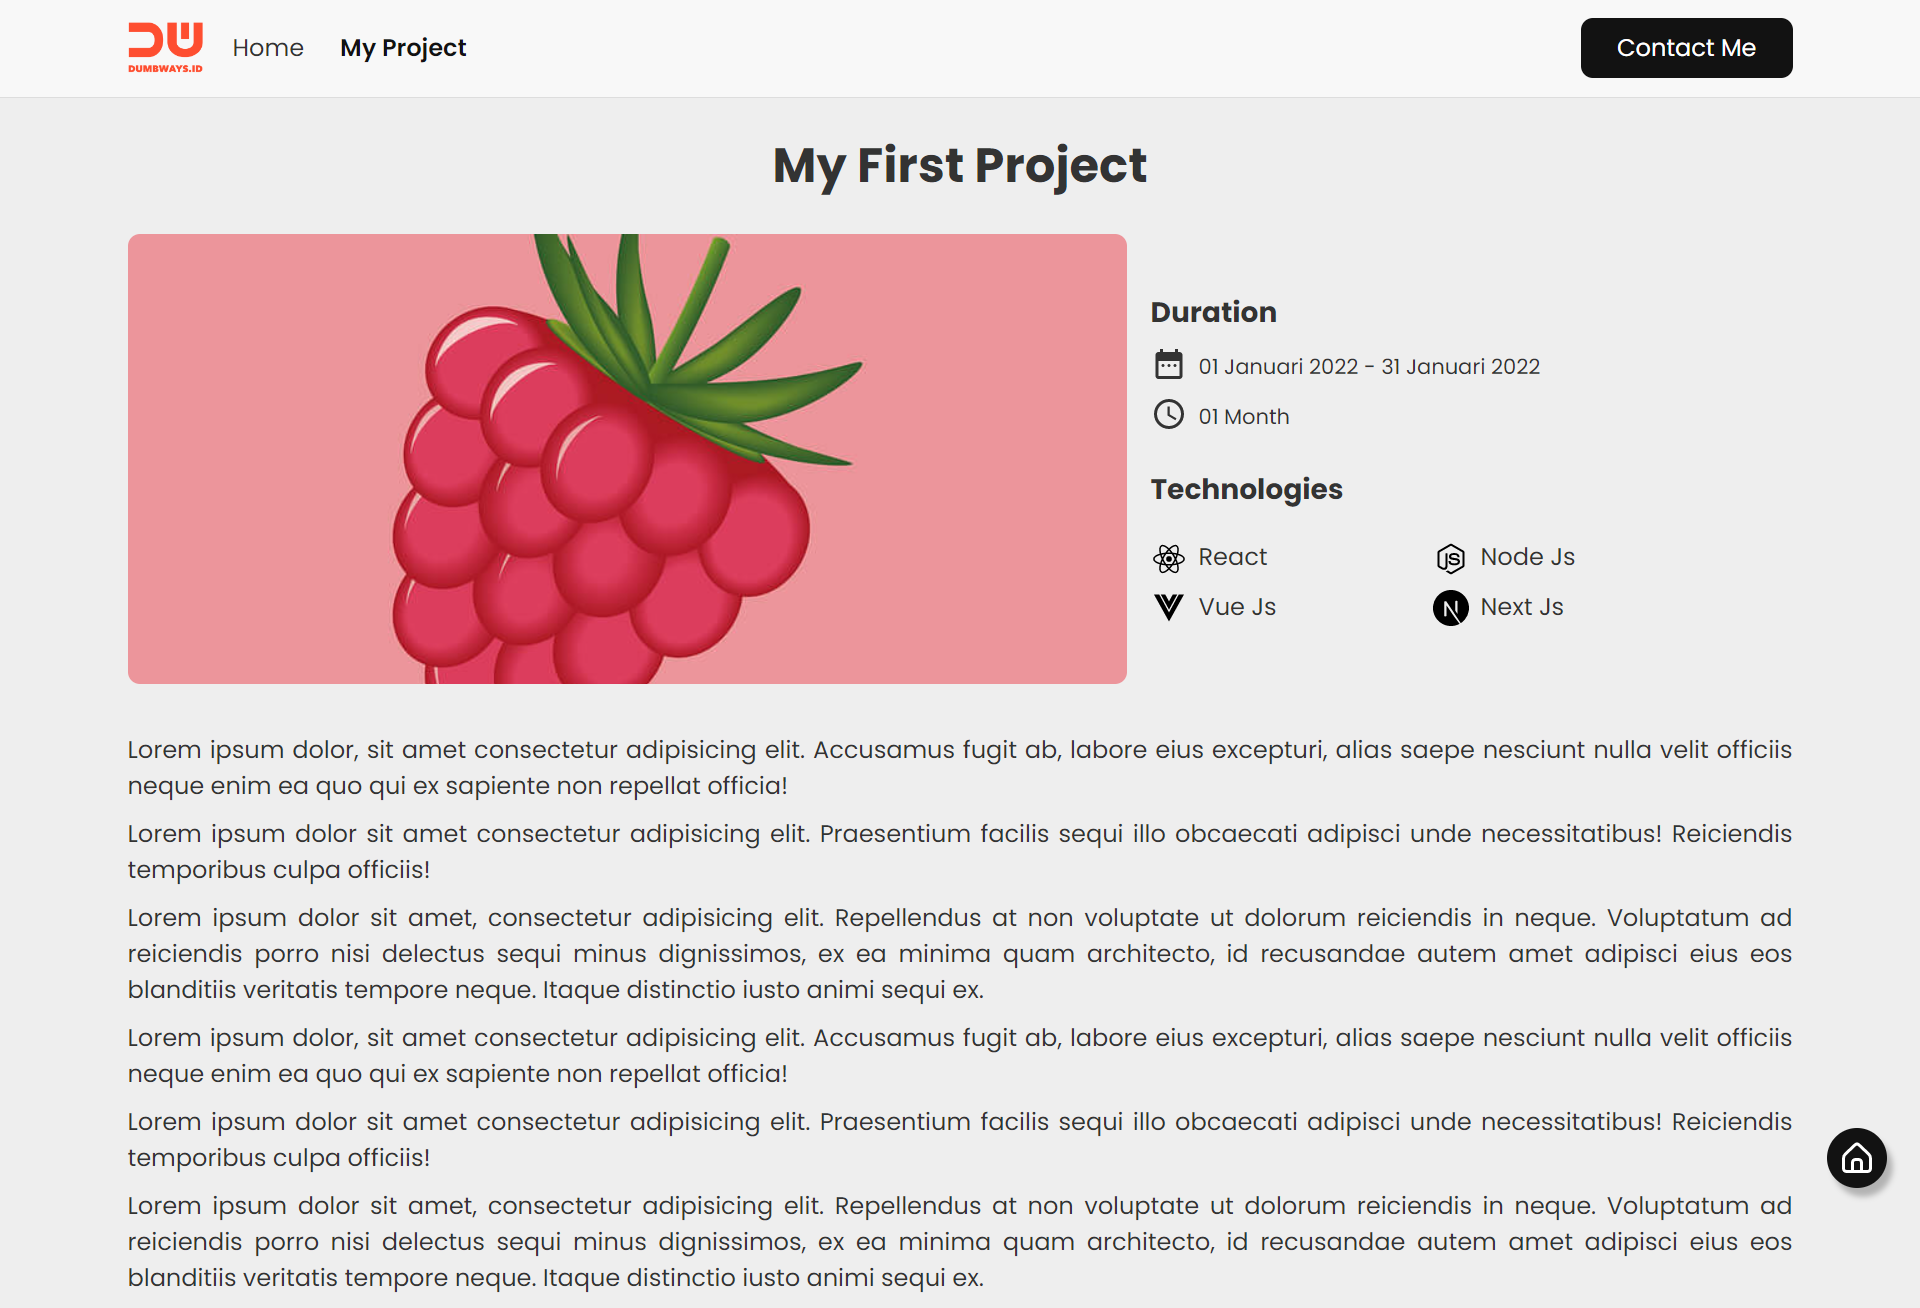 DUMBWAYS.ID
Home
My Project
Contact Me
My First Project
Duration
01 Januari 2022 - 31 Januari 2022
01 Month
Technologies
React
Node Js
Vue Js
Next Js
Lorem ipsum dolor, sit amet consectetur adipisicing elit. Accusamus fugit ab, labore eius excepturi, alias saepe nesciunt nulla velit officiis
neque enim ea quo qui ex sapiente non repellat officia!
Lorem ipsum dolor sit amet consectetur adipisicing elit. Praesentium facilis sequi illo obcaecati adipisci unde necessitatibus! Reiciendis
temporibus culpa officiis!
Lorem ipsum dolor sit amet, consectetur adipisicing elit. Repellendus at non voluptate ut dolorum reiciendis in neque. Voluptatum ad
reiciendis porro nisi delectus sequi minus dignissimos, ex ea minima quam architecto, id recusandae autem amet adipisci eius eos
blanditiis veritatis tempore neque. Itaque distinctio iusto animi sequi ex.
Lorem ipsum dolor, sit amet consectetur adipisicing elit. Accusamus fugit ab, labore eius excepturi, alias saepe nesciunt nulla velit officiis
neque enim ea quo qui ex sapiente non repellat officia!
Lorem ipsum dolor sit amet consectetur adipisicing elit. Praesentium facilis sequi illo obcaecati adipisci unde necessitatibus! Reiciendis
temporibus culpa officiis!
Lorem ipsum dolor sit amet, consectetur adipisicing elit. Repellendus at non voluptate ut dolorum reiciendis in neque. Voluptatum ad
reiciendis porro nisi delectus sequi minus dignissimos, ex ea minima quam architecto, id recusandae autem amet adipisci eius eos
blanditiis veritatis tempore neque. Itaque distinctio iusto animi sequi ex.